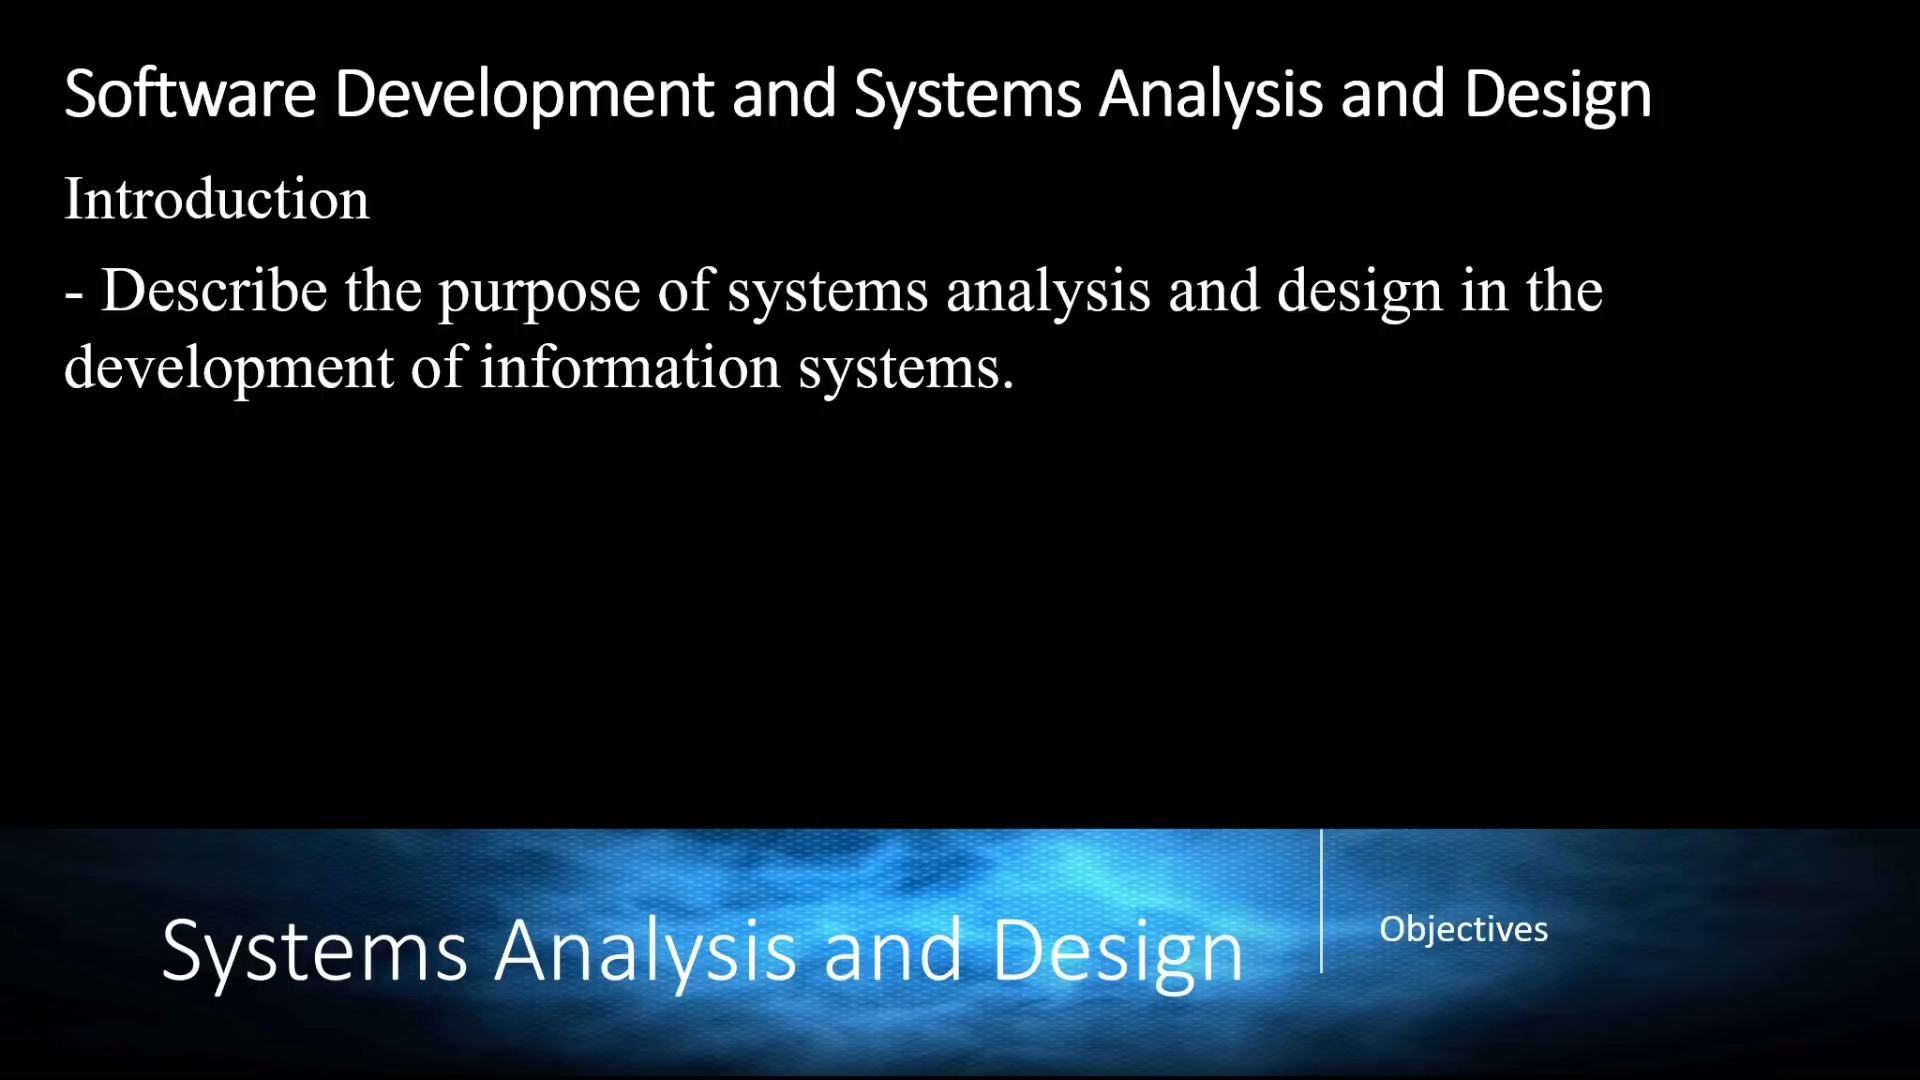 Software Development and Systems Analysis and Design
Introduction
- Describe the purpose of systems analysis and design in the
development of information systems.
Systems Analysis and Design
Objectives